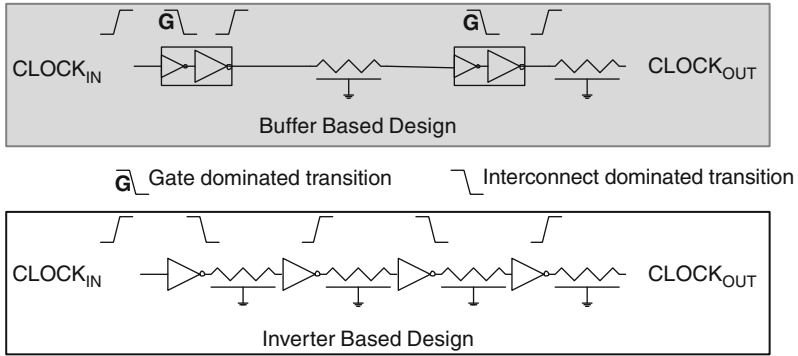 G G
CLOCK_IN CLOCK_OUT
Buffer Based Design
G Gate dominated transition Interconnect dominated transition
CLOCK_IN CLOCK_OUT
Inverter Based Design